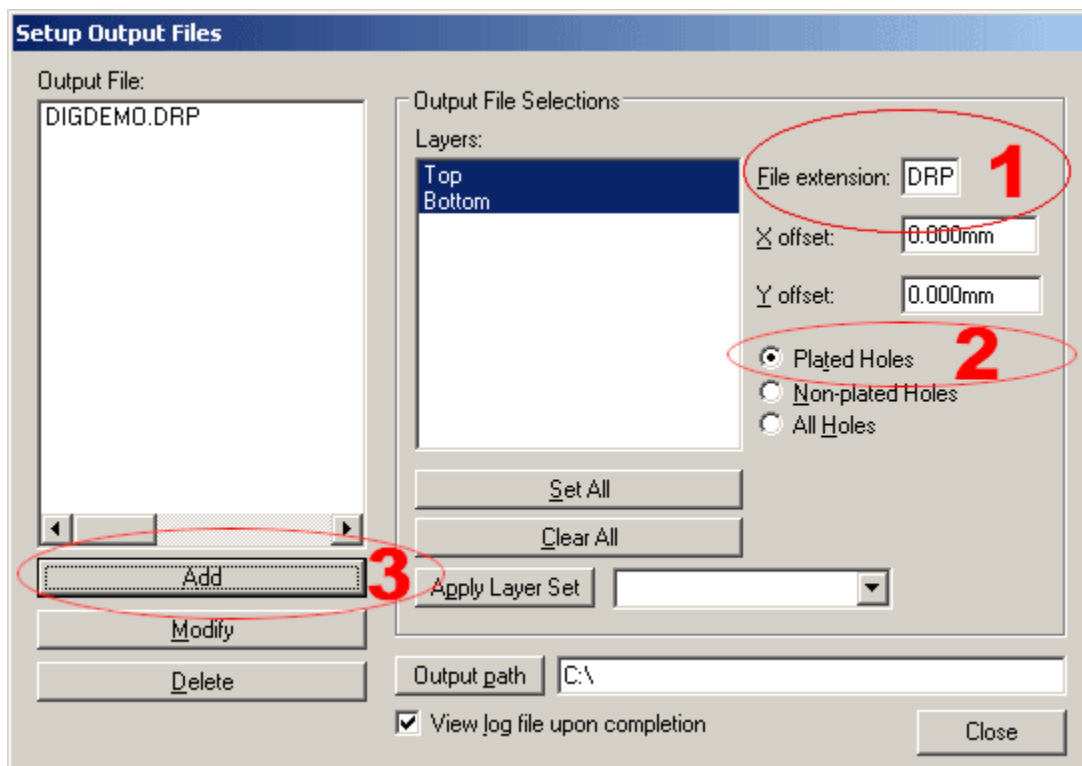 Setup Output Files
Output File:
DIGDEMO.DRP
Add
Modify
Delete
Output File Selections
Layers:
Top
Bottom
Set All
Clear All
Apply Layer Set
File extension: DRP
1
X offset: 0.000mm
Y offset: 0.000mm
Plated Holes
2
Non-plated Holes
All Holes
3
Output path C:\
View log file upon completion
Close